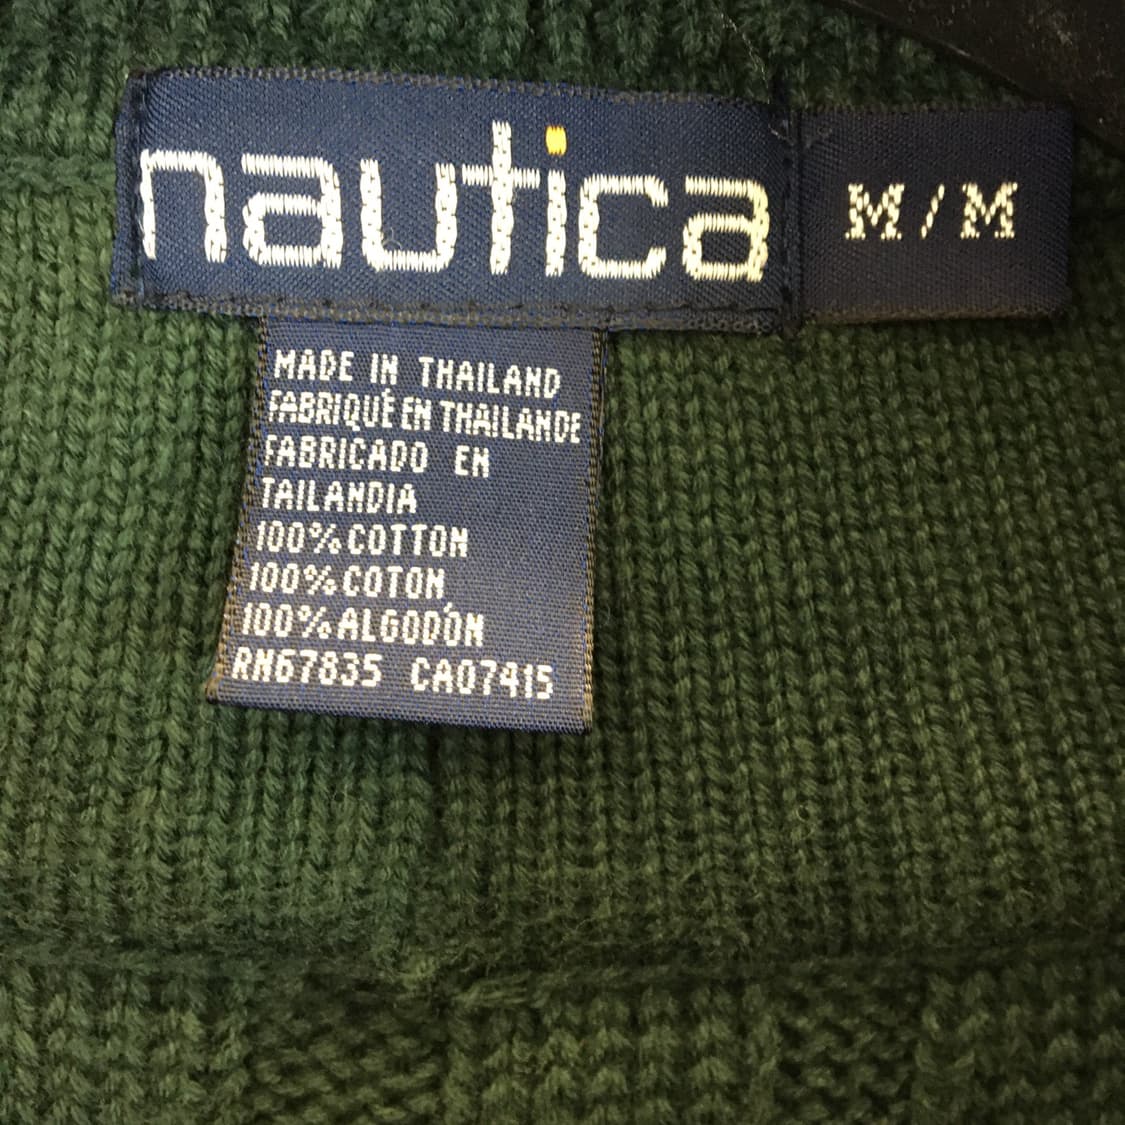 nautica
M/M
MADE IN THAILAND
FABRIQUÉ EN THAILANDE
FABRICADO EN
TAILANDIA
100% COTTON
100% COTON
100% ALGODÓN
RN67835 CA07415